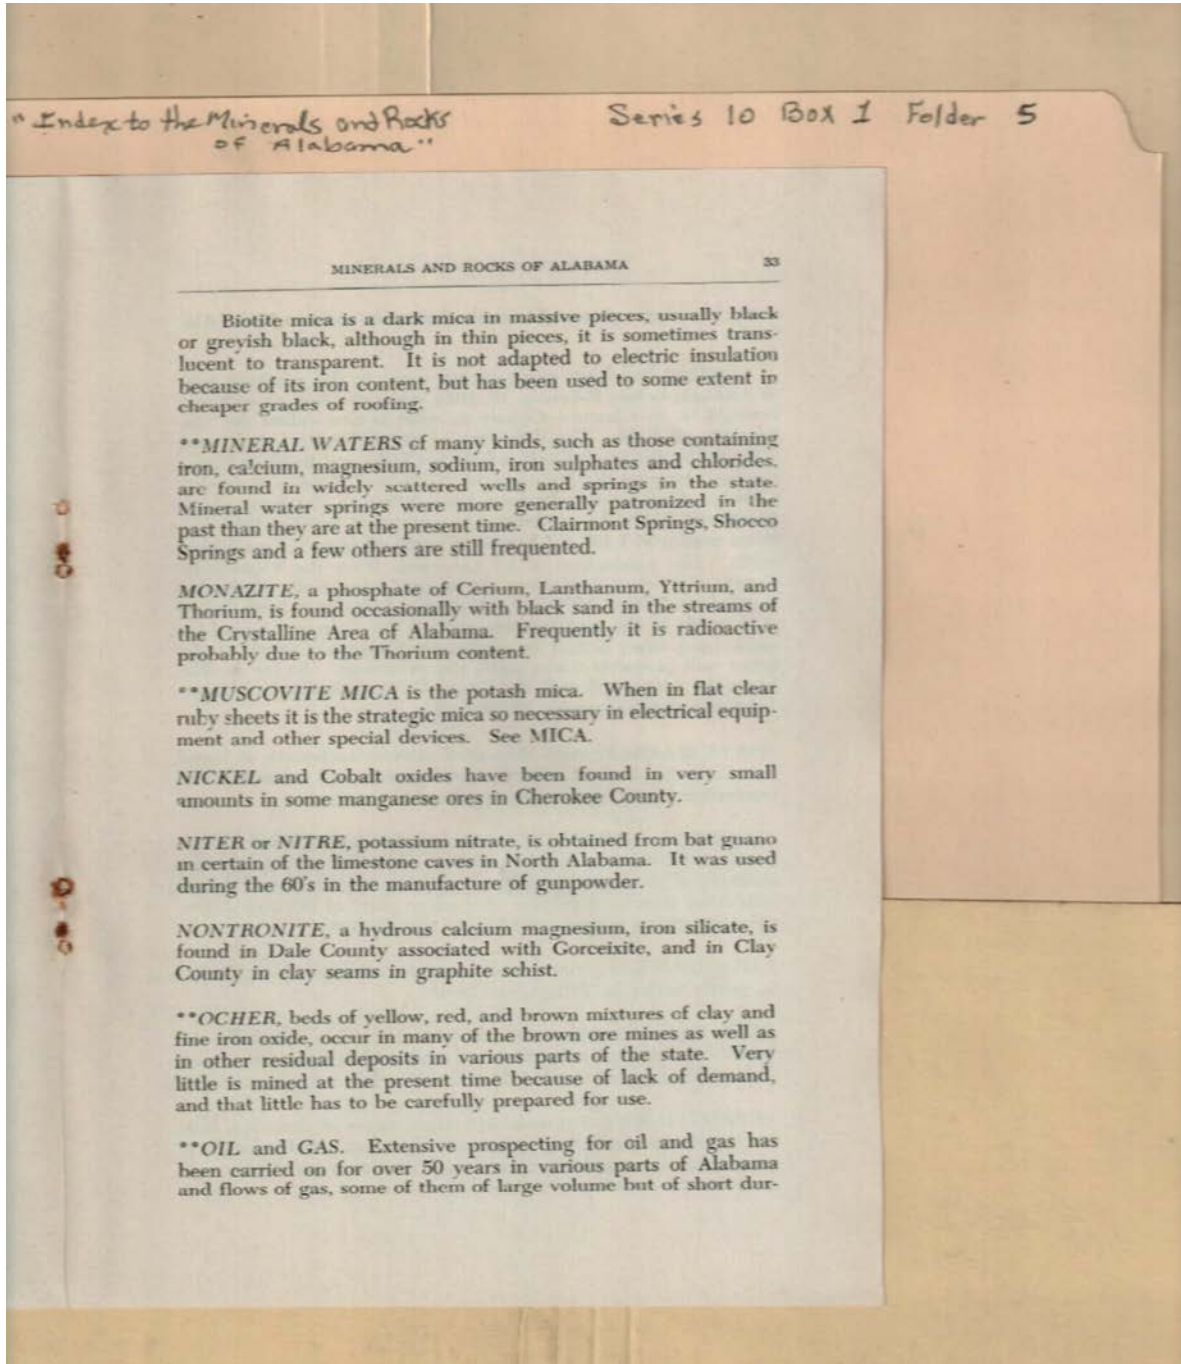 "Index to the Minerals and Rocks
of Alabama"
Series 10 Box 1 Folder 5
MINERALS AND ROCKS OF ALABAMA 33
Biotite mica is a dark mica in massive pieces, usually black
or greyish black, although in thin pieces, it is sometimes trans-
lucent to transparent. It is not adapted to electric insulation
because of its iron content, but has been used to some extent in
cheaper grades of roofing.
**MINERAL WATERS of many kinds, such as those containing
iron, calcium, magnesium, sodium, iron sulphates and chlorides,
are found in widely scattered wells and springs in the state.
Mineral water springs were more generally patronized in the
past than they are at the present time. Clairmont Springs, Shocco
Springs and a few others are still frequented.
MONAZITE, a phosphate of Cerium, Lanthanum, Yttrium, and
Thorium, is found occasionally with black sand in the streams of
the Crystalline Area of Alabama. Frequently it is radioactive
probably due to the Thorium content.
**MUSCOVITE MICA is the potash mica. When in flat clear
ruby sheets it is the strategic mica so necessary in electrical equip-
ment and other special devices. See MICA.
NICKEL and Cobalt oxides have been found in very small
amounts in some manganese ores in Cherokee County.
NITER or NITRE, potassium nitrate, is obtained from bat guano
in certain of the limestone caves in North Alabama. It was used
during the 60's in the manufacture of gunpowder.
NONTRONITE, a hydrous calcium magnesium, iron silicate, is
found in Dale County associated with Gorceixite, and in Clay
County in clay seams in graphite schist.
**OCHER, beds of yellow, red, and brown mixtures of clay and
fine iron oxide, occur in many of the brown ore mines as well as
in other residual deposits in various parts of the state. Very
little is mined at the present time because of lack of demand,
and that little has to be carefully prepared for use.
**OIL and GAS. Extensive prospecting for oil and gas has
been carried on for over 50 years in various parts of Alabama
and flows of gas, some of them of large volume but of short dur-